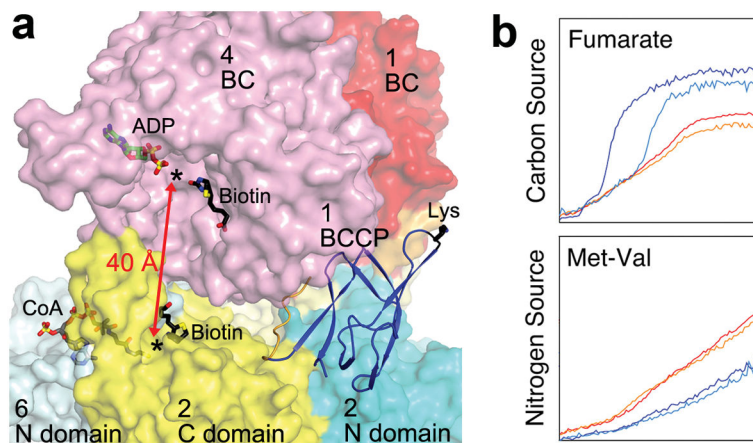 a
4
BC
1
BC
ADP
*
Biotin
1
BCCP
Lys
40 Å
CoA
Biotin
*
6
N domain
2
C domain
2
N domain
b
Fumarate
Carbon Source
Met-Val
Nitrogen Source